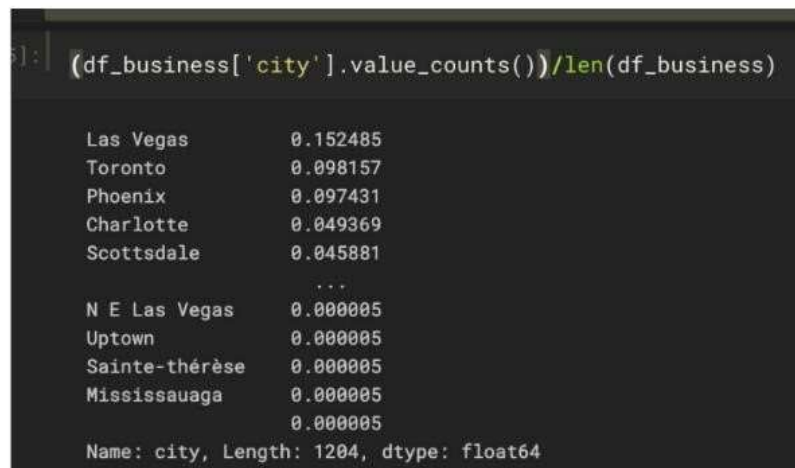 5]: (df_business['city'].value_counts())/len(df_business)
Las Vegas 0.152485
Toronto 0.098157
Phoenix 0.097431
Charlotte 0.049369
Scottsdale 0.045881
...
N E Las Vegas 0.000005
Uptown 0.000005
Sainte-thérèse 0.000005
Mississauaga 0.000005
0.000005
Name: city, Length: 1204, dtype: float64